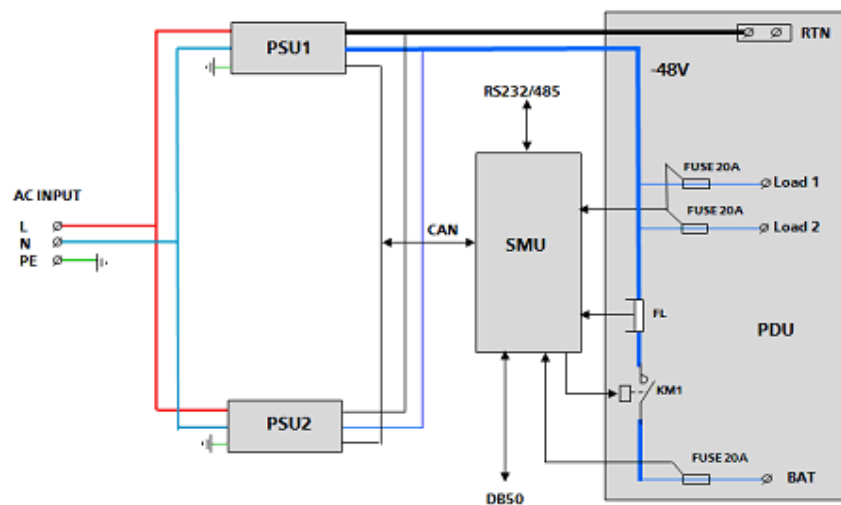 PSU1
RTN
-48V
RS232/485
FUSE 20A
Load 1
AC INPUT
FUSE 20A
L
Load 2
N
CAN
SMU
PE
FL
PDU
KM1
PSU2
FUSE 20A
BAT
DB50